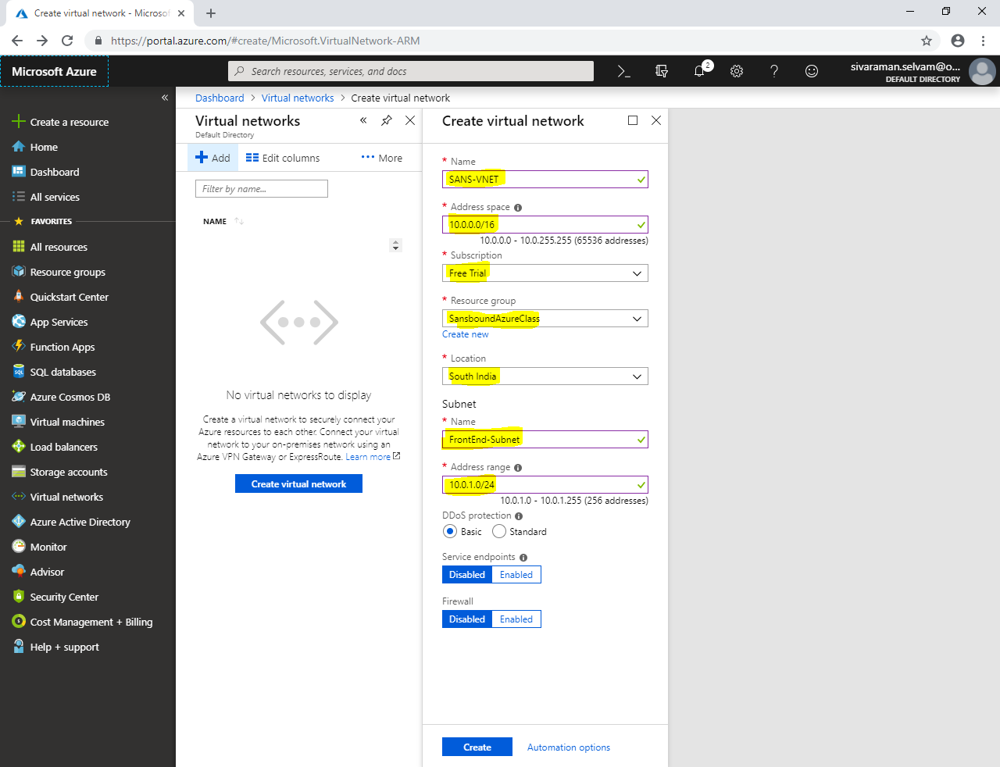 Create virtual network - Microsof
https://portal.azure.com/#create/Microsoft.VirtualNetwork-ARM
Microsoft Azure
Search resources, services, and docs
2
sivaraman.selvam@o...
DEFAULT DIRECTORY
Create a resource
Home
Dashboard
All services
FAVORITES
All resources
Resource groups
Quickstart Center
App Services
Function Apps
SQL databases
Azure Cosmos DB
Virtual machines
Load balancers
Storage accounts
Virtual networks
Azure Active Directory
Monitor
Advisor
Security Center
Cost Management + Billing
Help + support
Dashboard > Virtual networks > Create virtual network
Virtual networks
Default Directory
Add
Edit columns
More
Filter by name...
NAME
No virtual networks to display
Create a virtual network to securely connect your
Azure resources to each other. Connect your virtual
network to your on-premises network using an
Azure VPN Gateway or ExpressRoute. Learn more
Create virtual network
Create virtual network
* Name
SANS-VNET
* Address space
10.0.0.0/16
10.0.0.0 - 10.0.255.255 (65536 addresses)
* Subscription
Free Trial
* Resource group
SansboundAzureClass
Create new
* Location
South India
Subnet
* Name
FrontEnd-Subnet
* Address range
10.0.1.0/24
10.0.1.0 - 10.0.1.255 (256 addresses)
DDoS protection
Basic Standard
Service endpoints
Disabled Enabled
Firewall
Disabled Enabled
Create
Automation options